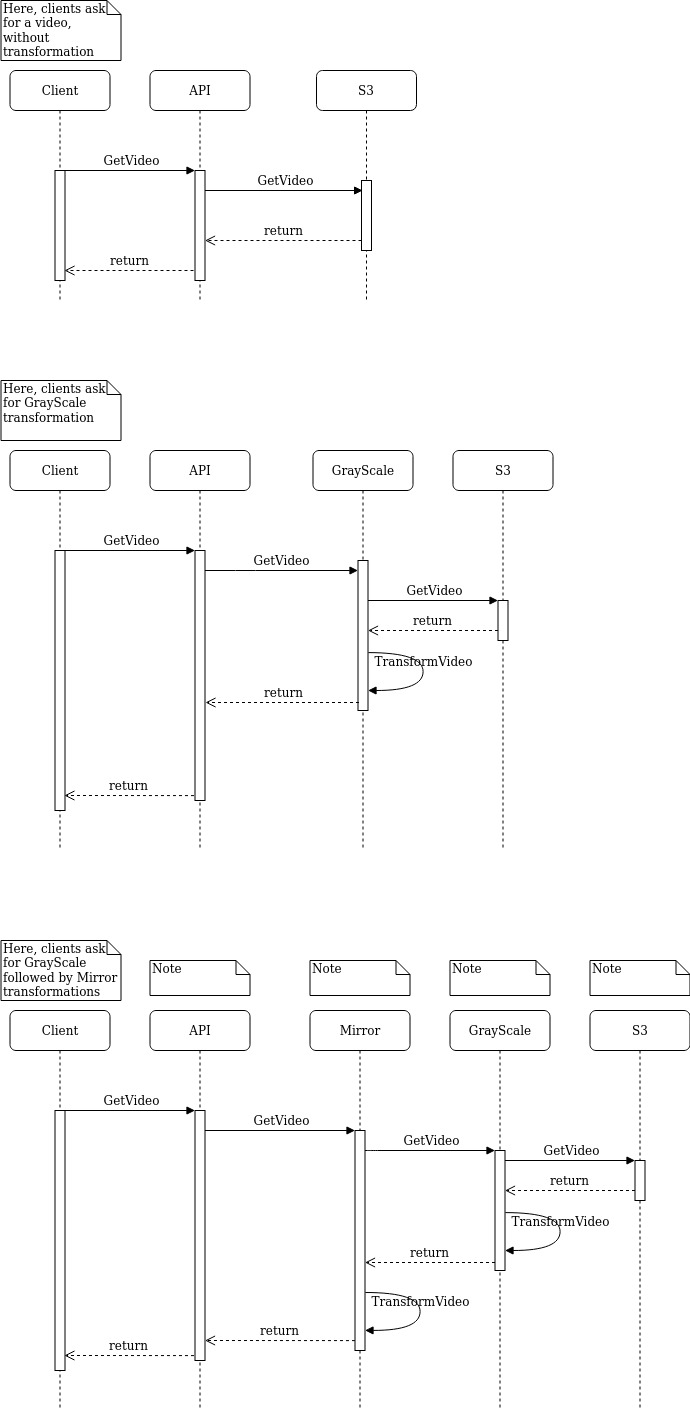 Here, clients ask
for a video,
without
transformation
Client
API
S3
GetVideo
GetVideo
return
return
Here, clients ask
for GrayScale
transformation
Client
API
GrayScale
S3
GetVideo
GetVideo
GetVideo
return
TransformVideo
return
return
Here, clients ask
for GrayScale
followed by Mirror
transformations
Note
Note
Note
Note
Client
API
Mirror
GrayScale
S3
GetVideo
GetVideo
GetVideo
GetVideo
return
TransformVideo
return
TransformVideo
return
return